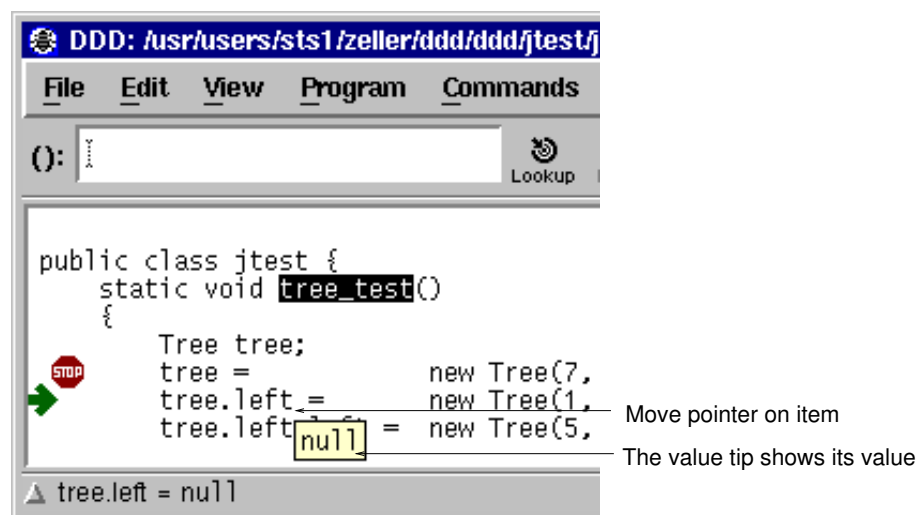 DDD: /usr/users/sts1/zeller/ddd/ddd/jtest/j
File Edit View Program Commands
():
Lookup
public class jtest {
static void tree_test()
{
Tree tree;
STOP tree = new Tree(7,
tree.left = new Tree(1,
tree.left = new Tree(5,
null
Move pointer on item
The value tip shows its value
tree.left = null